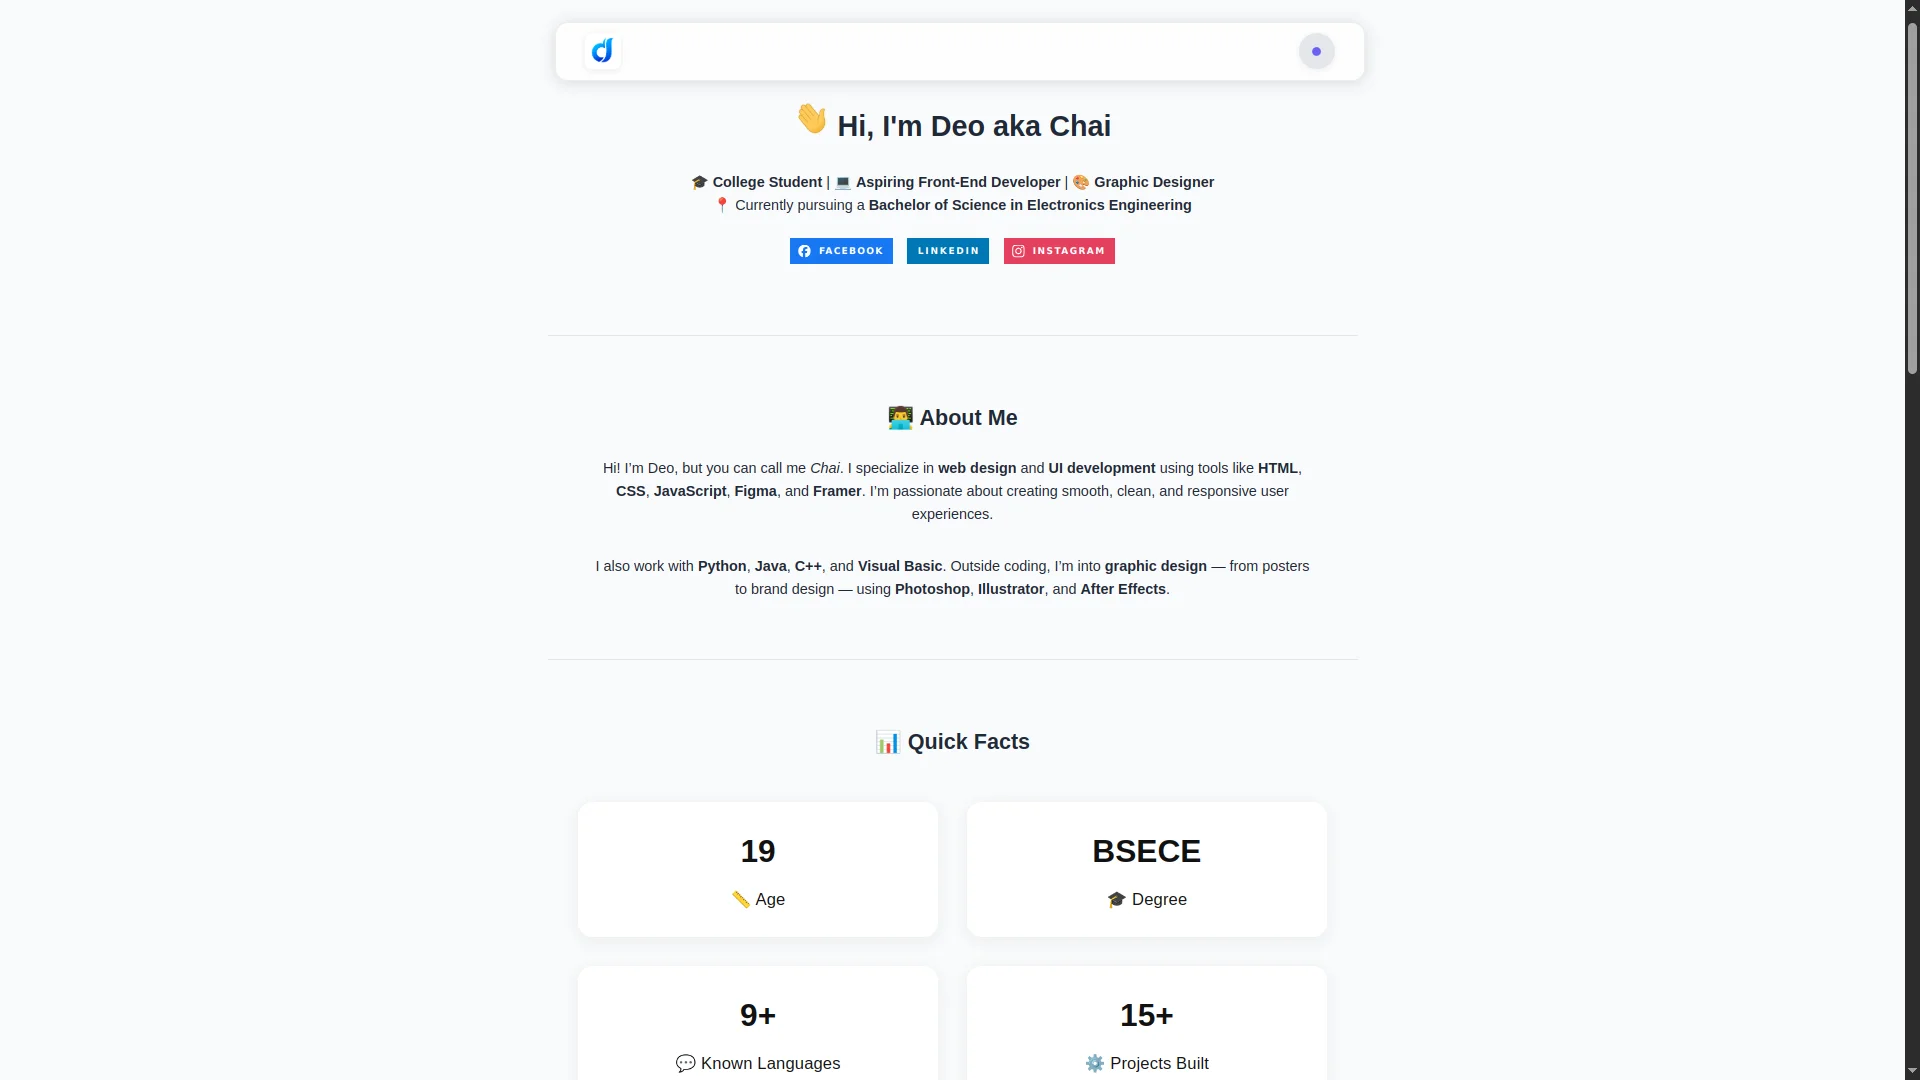 👋 Hi, I'm Deo aka Chai
🎓 College Student | 💻 Aspiring Front-End Developer | 🎨 Graphic Designer
📍 Currently pursuing a Bachelor of Science in Electronics Engineering
FACEBOOK LINKEDIN INSTAGRAM
👨‍💻 About Me
Hi! I’m Deo, but you can call me Chai. I specialize in web design and UI development using tools like HTML,
CSS, JavaScript, Figma, and Framer. I’m passionate about creating smooth, clean, and responsive user
experiences.
I also work with Python, Java, C++, and Visual Basic. Outside coding, I’m into graphic design — from posters
to brand design — using Photoshop, Illustrator, and After Effects.
📊 Quick Facts
19
📏 Age
BSECE
🎓 Degree
9+
💬 Known Languages
15+
⚙️ Projects Built